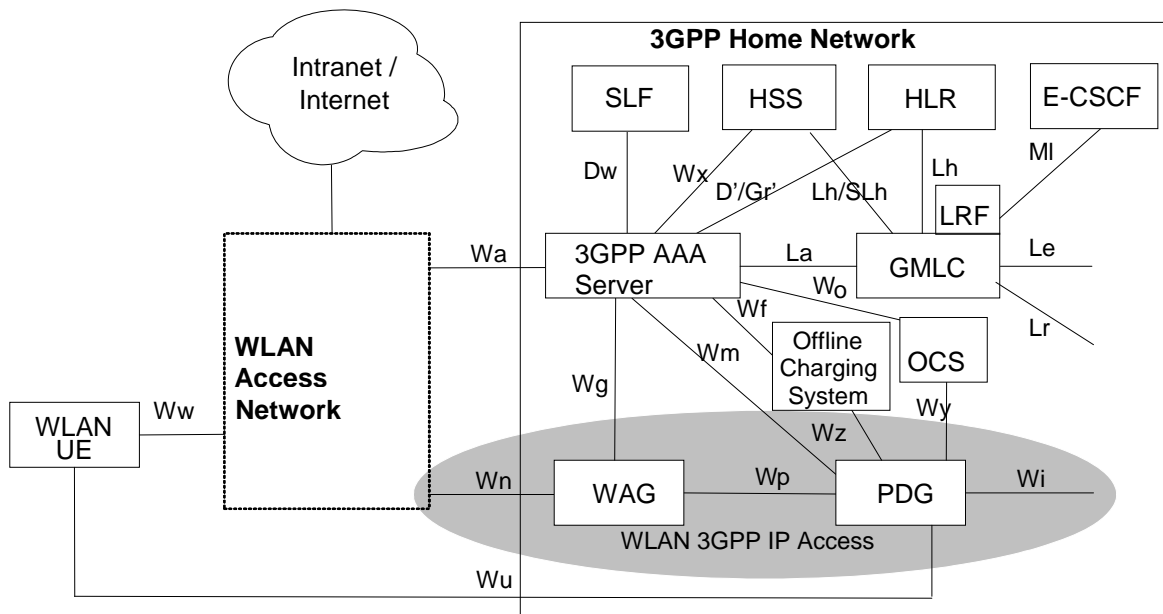 3GPP Home Network
Intranet /
Internet
SLF
HSS
HLR
E-CSCF
Dw
Wx
D’/Gr’
Lh/SLh
Lh
Ml
LRF
Wa
3GPP AAA
Server
La
GMLC
Le
Lr
Wo
Wf
WLAN
Access
Network
Wg
Wm
Offline
Charging
System
OCS
Ww
WLAN
UE
Wz
Wy
Wn
WAG
Wp
PDG
Wi
WLAN 3GPP IP Access
Wu